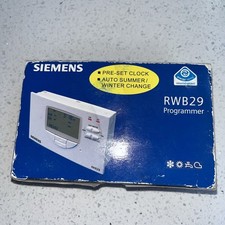 SIEMENS
• PRE-SET CLOCK
• AUTO SUMMER/
WINTER CHANGE
RWB29
Programmer